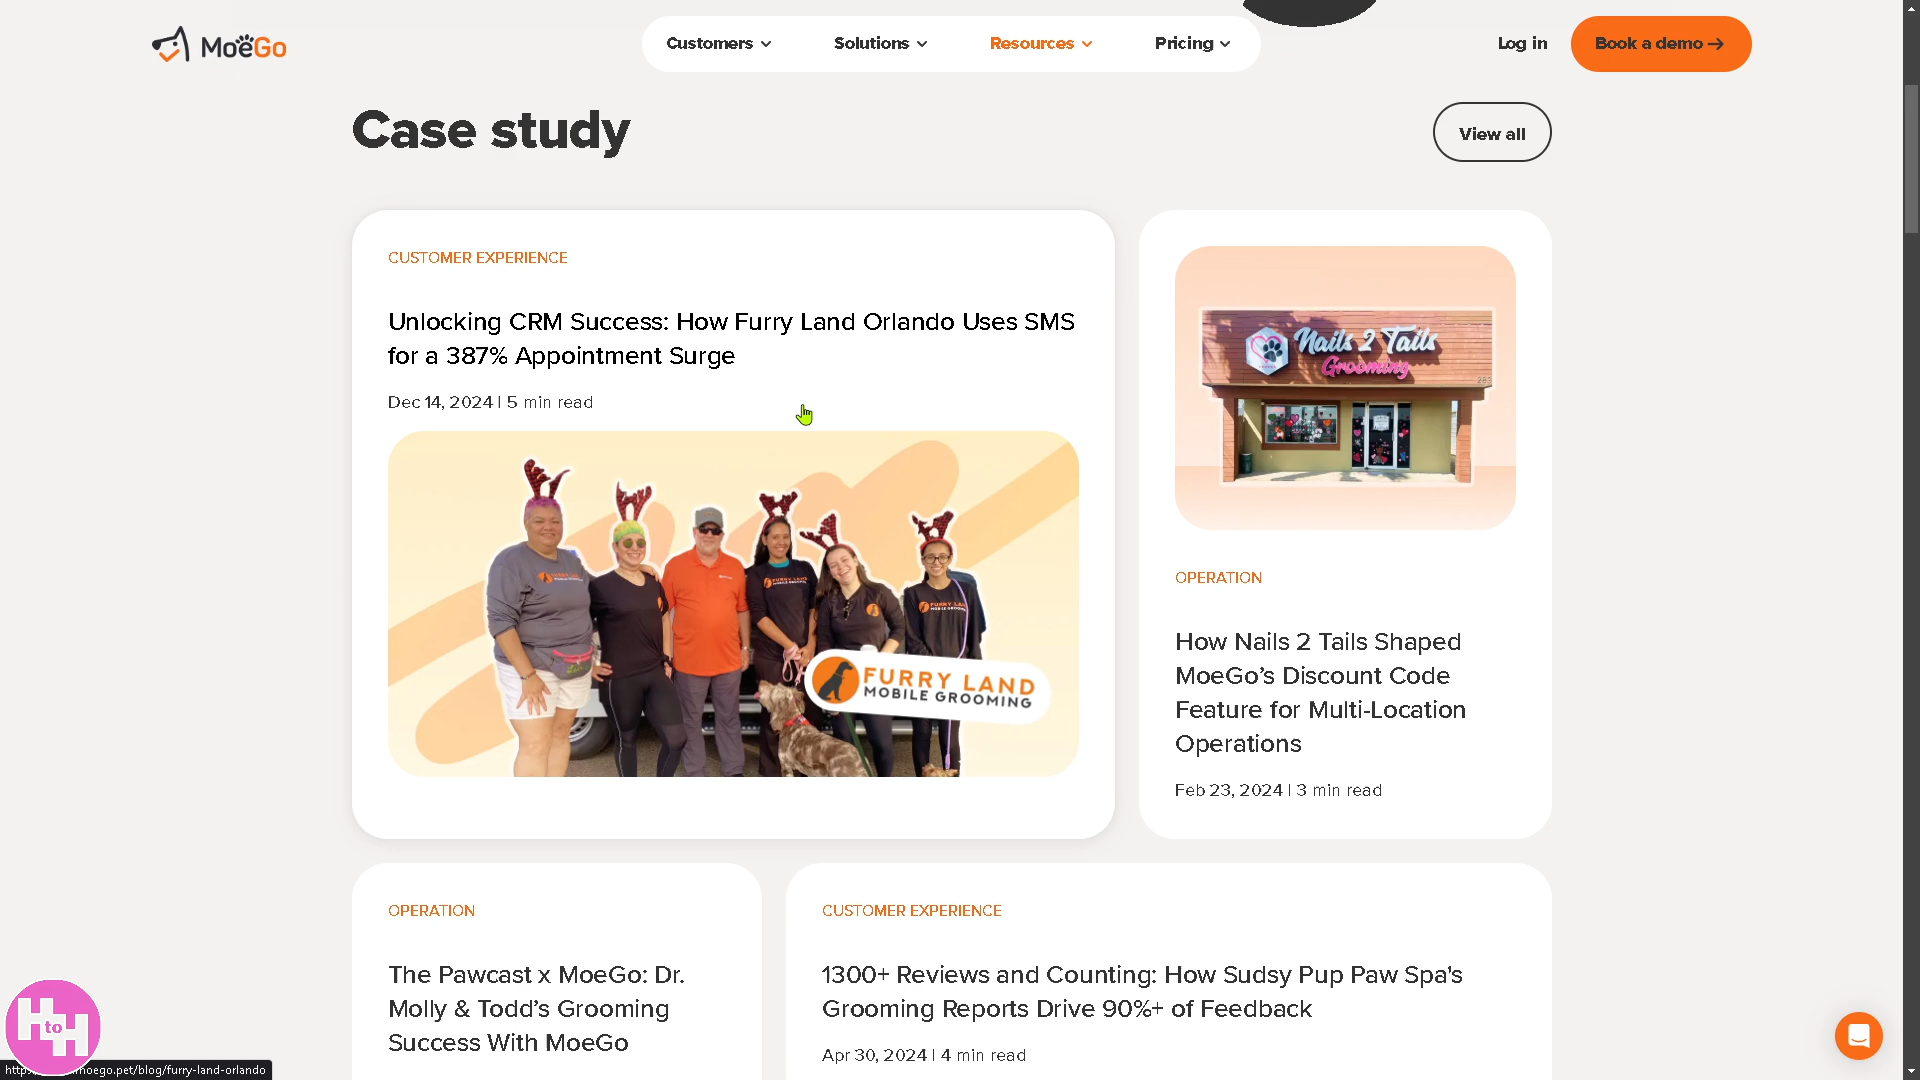 MoeGo
Customers
Solutions
Resources
Pricing
Log in
Book a demo →
Case study
View all
CUSTOMER EXPERIENCE
Unlocking CRM Success: How Furry Land Orlando Uses SMS
for a 387% Appointment Surge
Dec 14, 2024 | 5 min read
FURRY LAND
MOBILE GROOMING
Nails 2 Tails
Grooming
OPERATION
How Nails 2 Tails Shaped
MoeGo’s Discount Code
Feature for Multi-Location
Operations
Feb 23, 2024 | 3 min read
OPERATION
The Pawcast x MoeGo: Dr.
Molly & Todd’s Grooming
Success With MoeGo
CUSTOMER EXPERIENCE
1300+ Reviews and Counting: How Sudsy Pup Paw Spa's
Grooming Reports Drive 90%+ of Feedback
Apr 30, 2024 | 4 min read
H to H
moego.pet/blog/furry-land-orlando